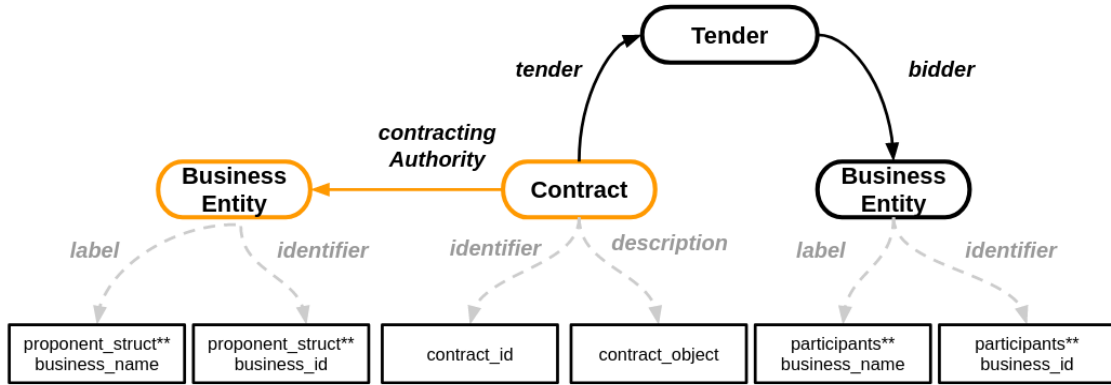 Tender
tender
bidder
contracting
Authority
Business
Entity
Contract
Business
Entity
label
identifier
identifier
description
label
identifier
proponent_struct**
business_name
proponent_struct**
business_id
contract_id
contract_object
participants**
business_name
participants**
business_id